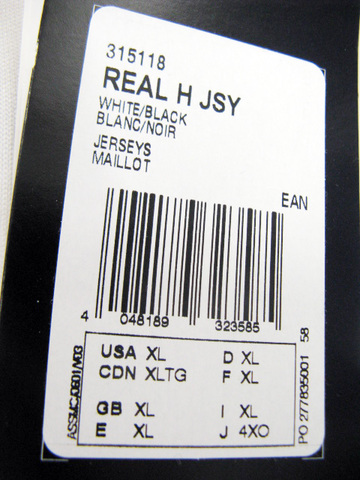 315118
REAL H JSY
WHITE/BLACK
BLANC/NOIR
JERSEYS
MAILLOT
EAN
4 048189 323585
USA XL D XL
CDN XLTG F XL
GB XL I XL
E XL J 4XO
PO 277835001 58